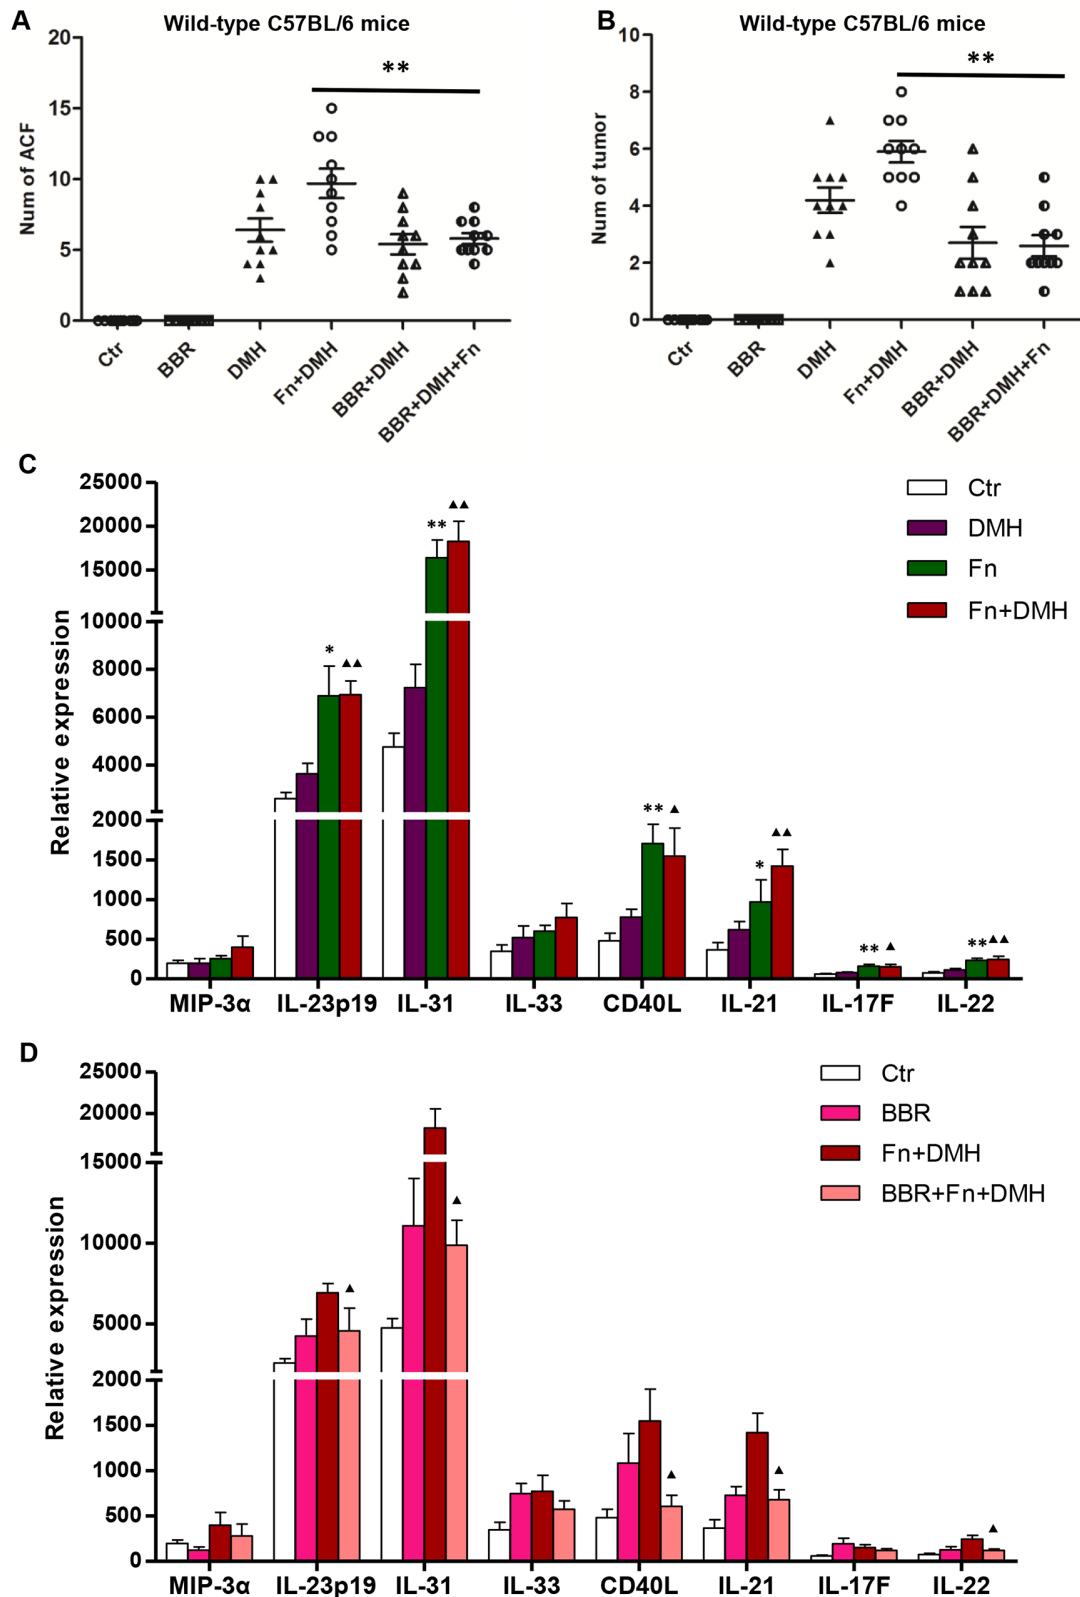 A
Wild-type C57BL/6 mice
Num of ACF
20
15
10
5
0
**
Ctr
BBR
DMH
Fn+DMH
BBR+DMH
BBR+DMH+Fn
B
Wild-type C57BL/6 mice
Num of tumor
10
8
6
4
2
0
**
Ctr
BBR
DMH
Fn+DMH
BBR+DMH
BBR+DMH+Fn
C
Relative expression
25000
20000
15000
10000
8000
6000
4000
2000
1500
1000
500
0
Ctr
DMH
Fn
Fn+DMH
* ▲▲
** ▲▲
** ▲
* ▲▲
** ▲
** ▲▲
MIP-3α IL-23p19 IL-31 IL-33 CD40L IL-21 IL-17F IL-22
D
Relative expression
25000
20000
15000
10000
5000
2000
1500
1000
500
0
Ctr
BBR
Fn+DMH
BBR+Fn+DMH
▲
▲
▲
▲
▲
MIP-3α IL-23p19 IL-31 IL-33 CD40L IL-21 IL-17F IL-22